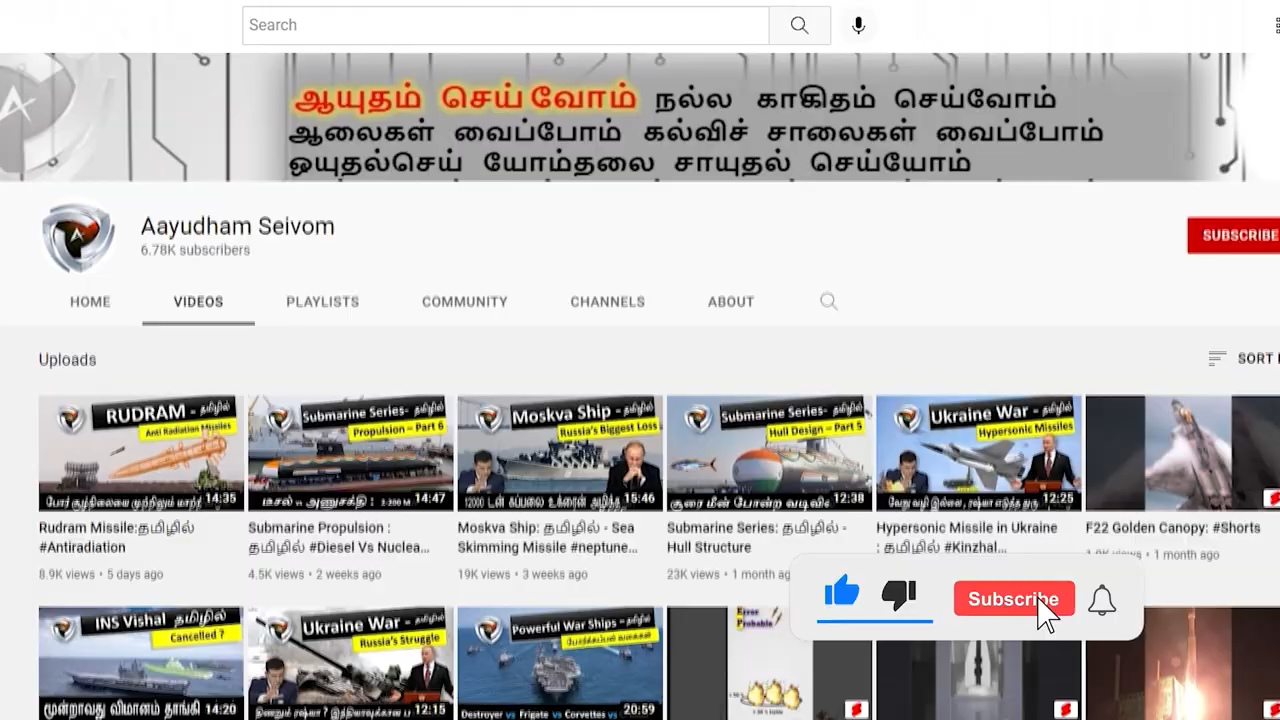 Search
ஆயுதம் செய்வோம் நல்ல காகிதம் செய்வோம்
ஆலைகள் வைப்போம் கல்விச் சாலைகள் வைப்போம்
ஓயுதல்செய் யோம்தலை சாயுதல் செய்யோம்
Aayudham Seivom
6.78K subscribers
SUBSCRIBE
HOME VIDEOS PLAYLISTS COMMUNITY CHANNELS ABOUT
Uploads
SORT
RUDRAM - தமிழில்
Anti Radiation Missiles
14:35
Submarine Series- தமிழில்
Propulsion - Part 6
14:47
Moskva Ship - தமிழில்
Russia's Biggest Loss
15:46
Submarine Series- தமிழில்
Hull Design - Part 5
12:38
Ukraine War - தமிழில்
Hypersonic Missiles
12:25
Rudram Missile:தமிழில்
#Antiradiation
8.9K views • 5 days ago
Submarine Propulsion :
தமிழில் #Diesel Vs Nuclea...
4.5K views • 2 weeks ago
Moskva Ship: தமிழில் - Sea
Skimming Missile #neptune...
19K views • 3 weeks ago
Submarine Series: தமிழில் -
Hull Structure
23K views • 1 month
Hypersonic Missile in Ukraine
: தமிழில் #Kinzhal...
F22 Golden Canopy: #Shorts
1 month ago
Subscribe
INS Vishal தமிழில்
Cancelled ?
மூன்றாவது விமானம் தாங்கி 14:20
Ukraine War - தமிழில்
Russia's Struggle
12:15
Powerful War Ships - தமிழில்
Destroyer vs Frigate vs Corvettes 20:59
Error
Probable